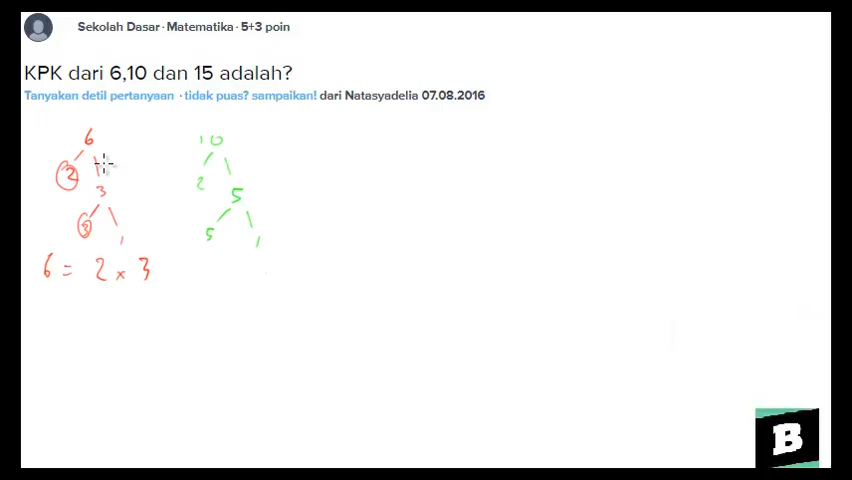 Sekolah Dasar · Matematika · 5+3 poin
KPK dari 6,10 dan 15 adalah?
Tanyakan detil pertanyaan · tidak puas? sampaikan! dari Natasyadelia 07.08.2016
6 10
2 2
3 5
3 5
1 1
6 = 2 x 3
B